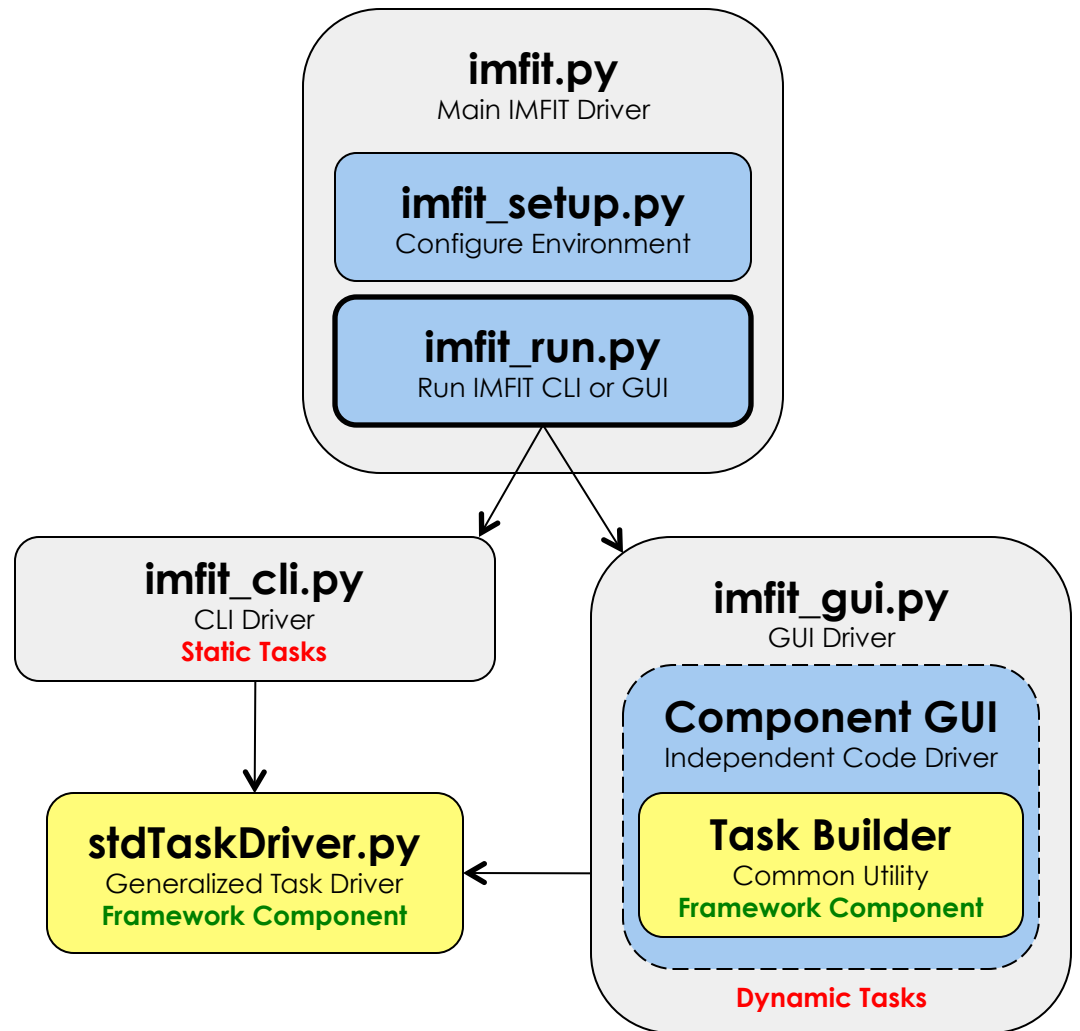 imfit.py
Main IMFIT Driver
imfit_setup.py
Configure Environment
imfit_run.py
Run IMFIT CLI or GUI
imfit_cli.py
CLI Driver
Static Tasks
imfit_gui.py
GUI Driver
Component GUI
Independent Code Driver
Task Builder
Common Utility
Framework Component
Dynamic Tasks
stdTaskDriver.py
Generalized Task Driver
Framework Component